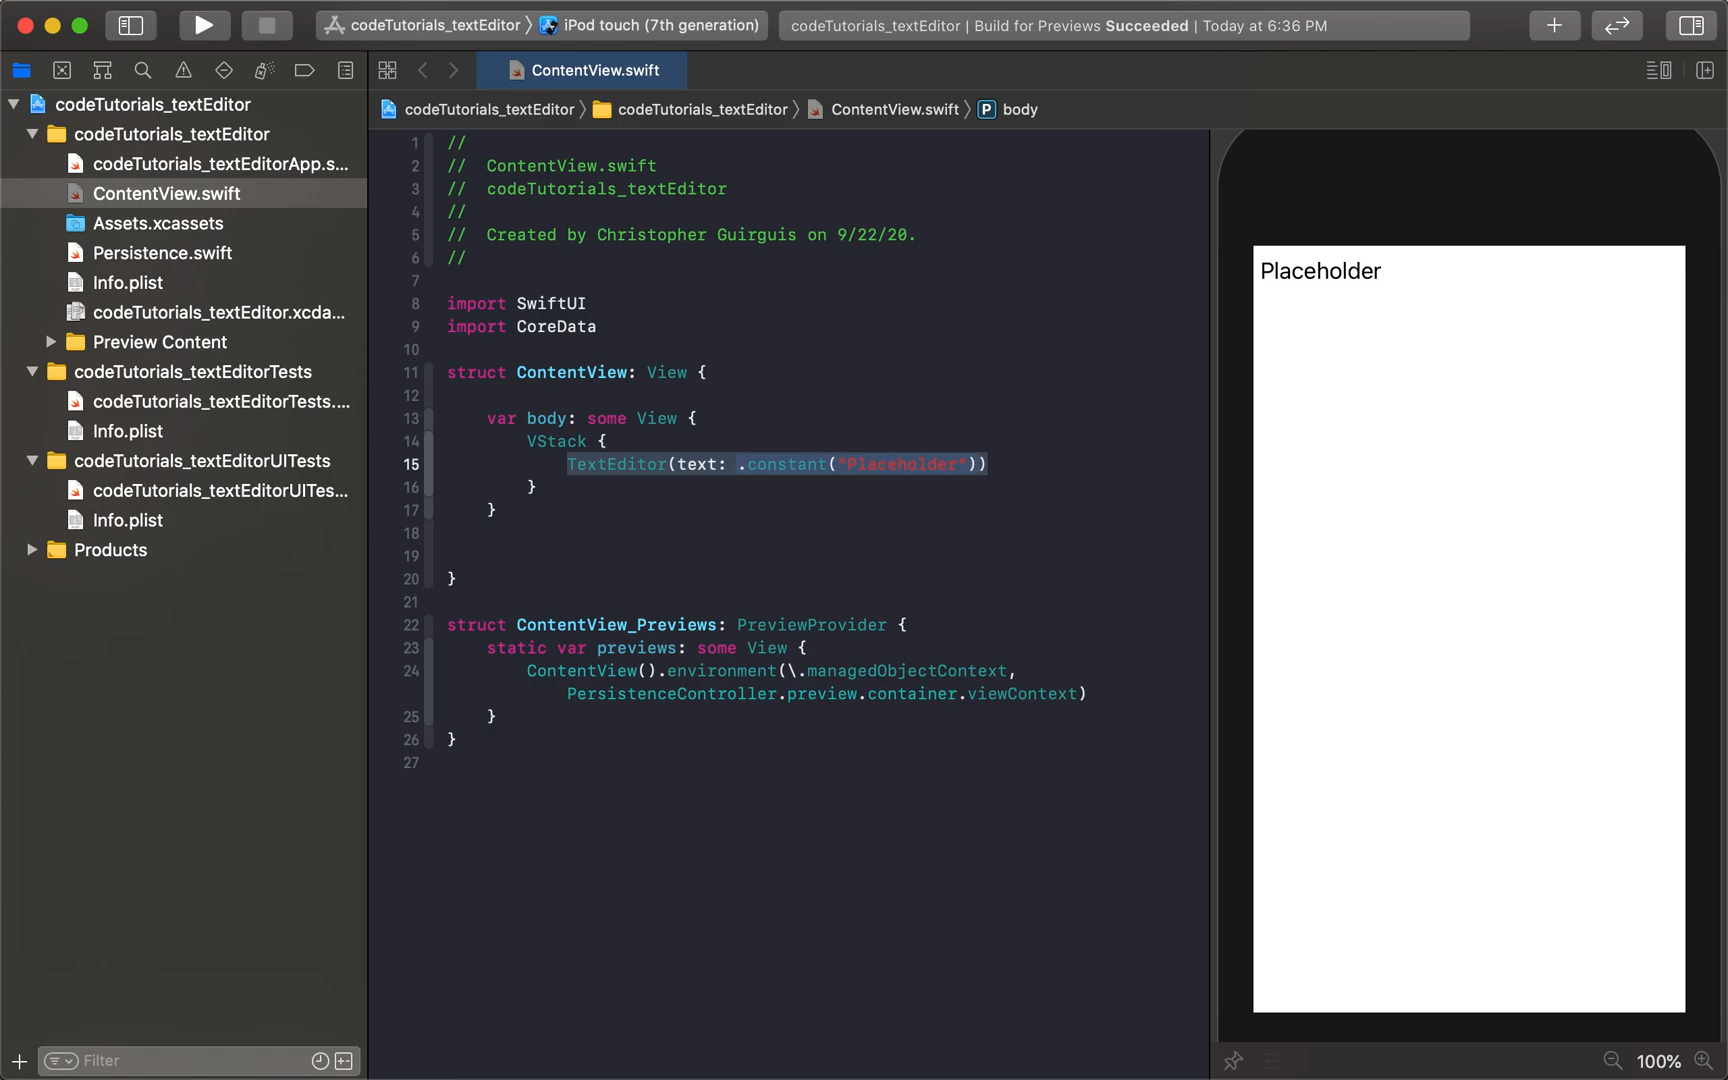 codeTutorials_textEditor 〉 iPod touch (7th generation)
codeTutorials_textEditor | Build for Previews Succeeded | Today at 6:36 PM
ContentView.swift
codeTutorials_textEditor 〉 codeTutorials_textEditor 〉 ContentView.swift 〉 P body
codeTutorials_textEditor
codeTutorials_textEditor
codeTutorials_textEditorApp.s...
ContentView.swift
Assets.xcassets
Persistence.swift
Info.plist
codeTutorials_textEditor.xcda...
Preview Content
codeTutorials_textEditorTests
codeTutorials_textEditorTests....
Info.plist
codeTutorials_textEditorUITests
codeTutorials_textEditorUITes...
Info.plist
Products
Filter
1 //
2 //  ContentView.swift
3 //  codeTutorials_textEditor
4 //
5 //  Created by Christopher Guirguis on 9/22/20.
6 //
7
8 import SwiftUI
9 import CoreData
10
11 struct ContentView: View {
12
13     var body: some View {
14         VStack {
15             TextEditor(text: .constant("Placeholder"))
16         }
17     }
18
19
20 }
21
22 struct ContentView_Previews: PreviewProvider {
23     static var previews: some View {
24         ContentView().environment(\.managedObjectContext,
             PersistenceController.preview.container.viewContext)
25     }
26 }
27
Placeholder
100%